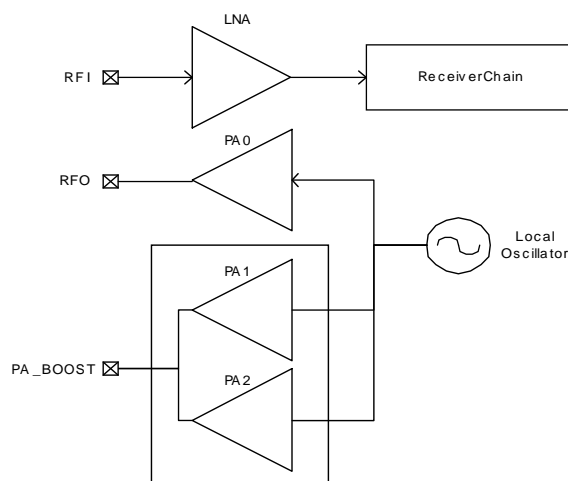 LNA
RFI
ReceiverChain
PA0
RFO
Local
Oscillator
PA1
PA_BOOST
PA2